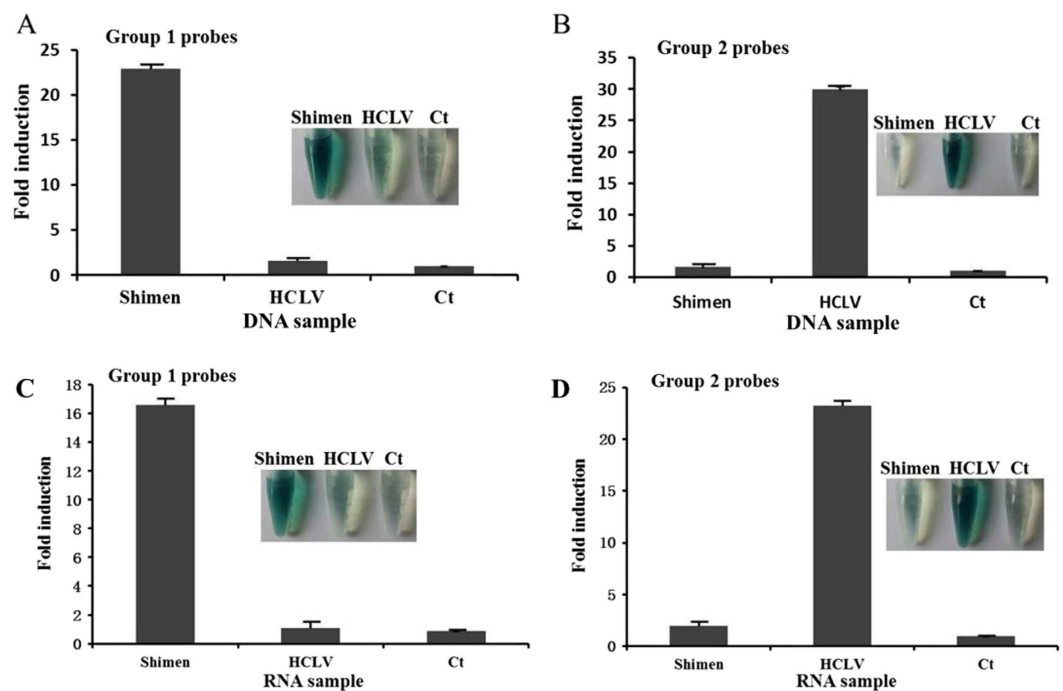 A
Group 1 probes
Fold induction
25
20
15
10
5
0
Shimen HCLV Ct
Shimen HCLV Ct
DNA sample
B
Group 2 probes
Fold induction
35
30
25
20
15
10
5
0
Shimen HCLV Ct
Shimen HCLV Ct
DNA sample
C
Group 1 probes
Fold induction
18
16
14
12
10
8
6
4
2
0
Shimen HCLV Ct
Shimen HCLV Ct
RNA sample
D
Group 2 probes
Fold induction
25
20
15
10
5
0
Shimen HCLV Ct
Shimen HCLV Ct
RNA sample